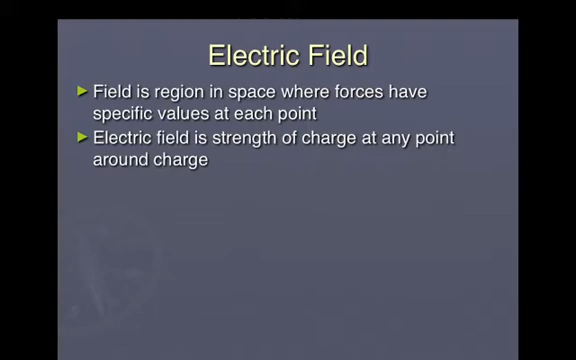 Electric Field
Field is region in space where forces have
specific values at each point
Electric field is strength of charge at any point
around charge